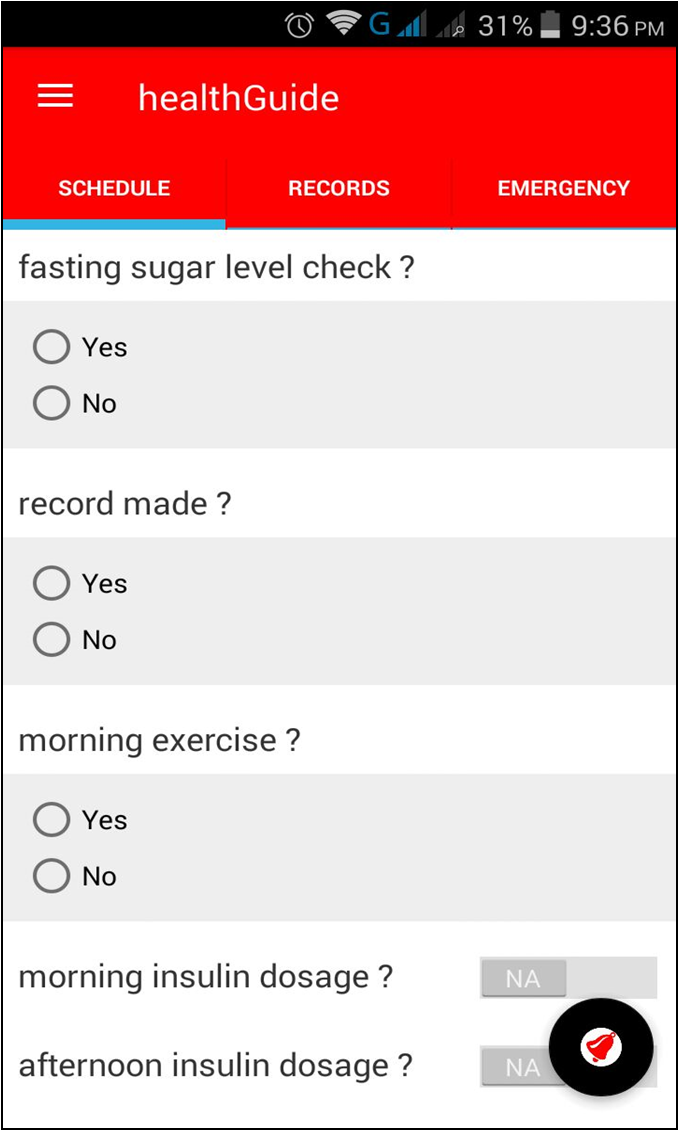 G 31% 9:36 PM
healthGuide
SCHEDULE RECORDS EMERGENCY
fasting sugar level check ?
Yes
No
record made ?
Yes
No
morning exercise ?
Yes
No
morning insulin dosage ? NA
afternoon insulin dosage ? NA